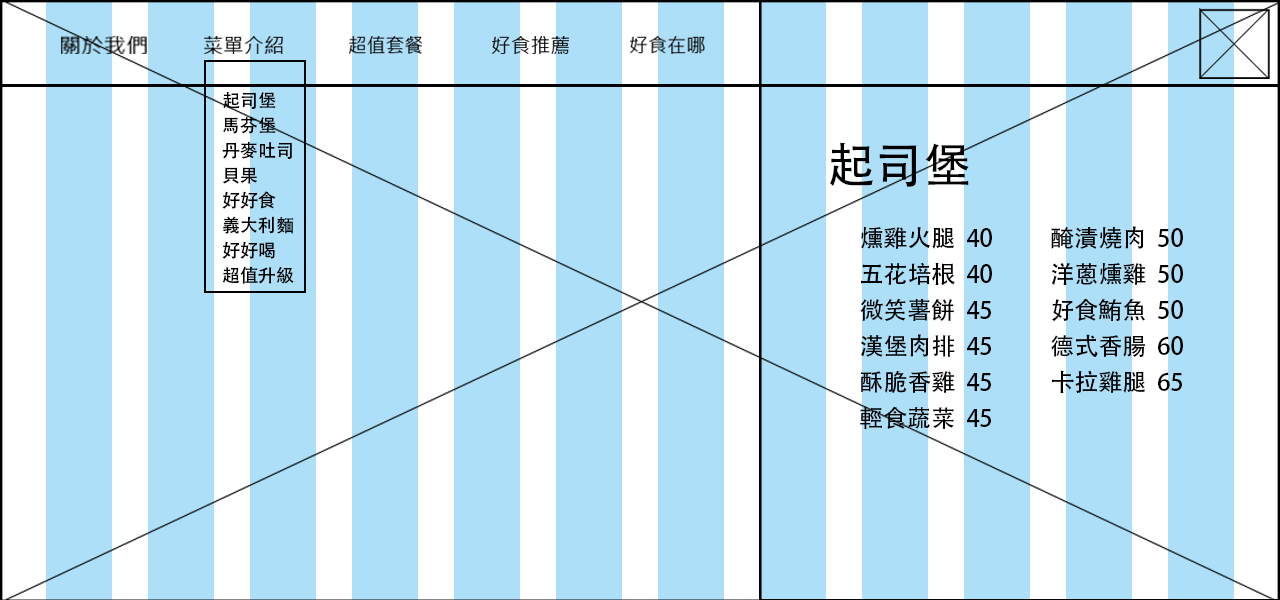 關於我們 菜單介紹 超值套餐 好食推薦 好食在哪
起司堡
馬芬堡
丹麥吐司
貝果
好好食
義大利麵
好好喝
超值升級
起司堡
燻雞火腿 40
五花培根 40
微笑薯餅 45
漢堡肉排 45
酥脆香雞 45
輕食蔬菜 45
醃漬燒肉 50
洋蔥燻雞 50
好食鮪魚 50
德式香腸 60
卡拉雞腿 65